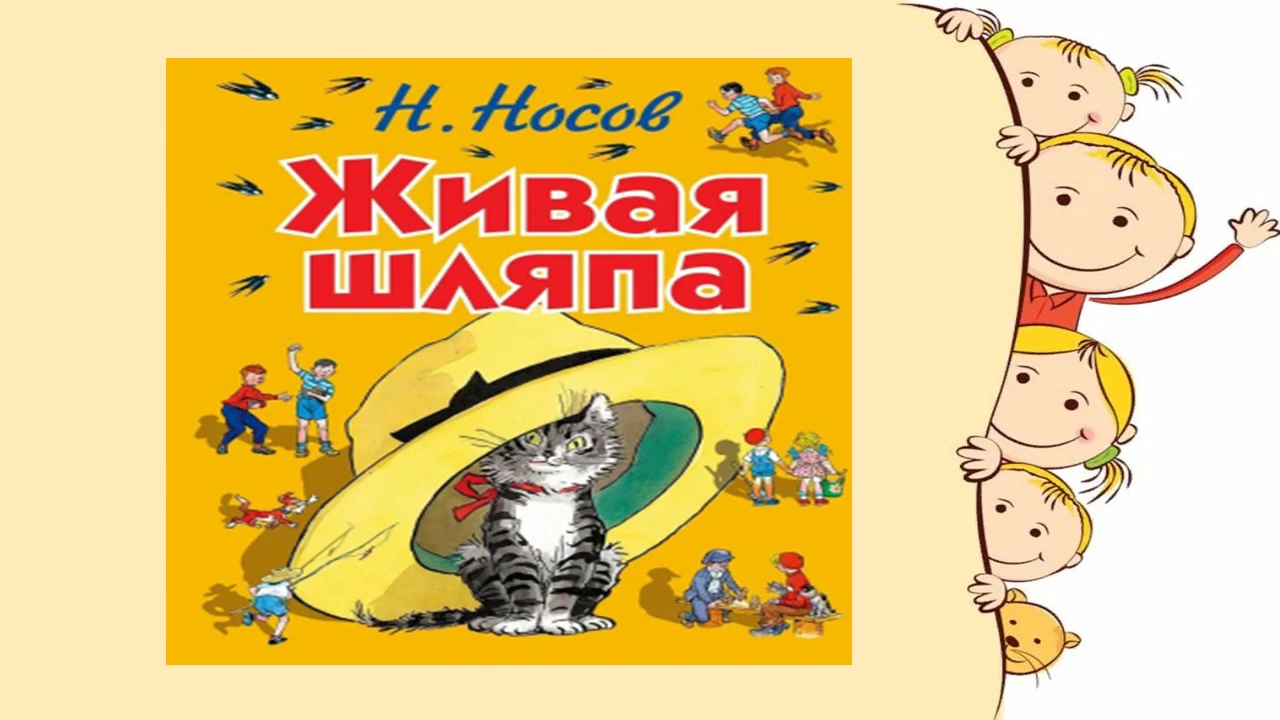 Н. Носов
Живая
шляпа